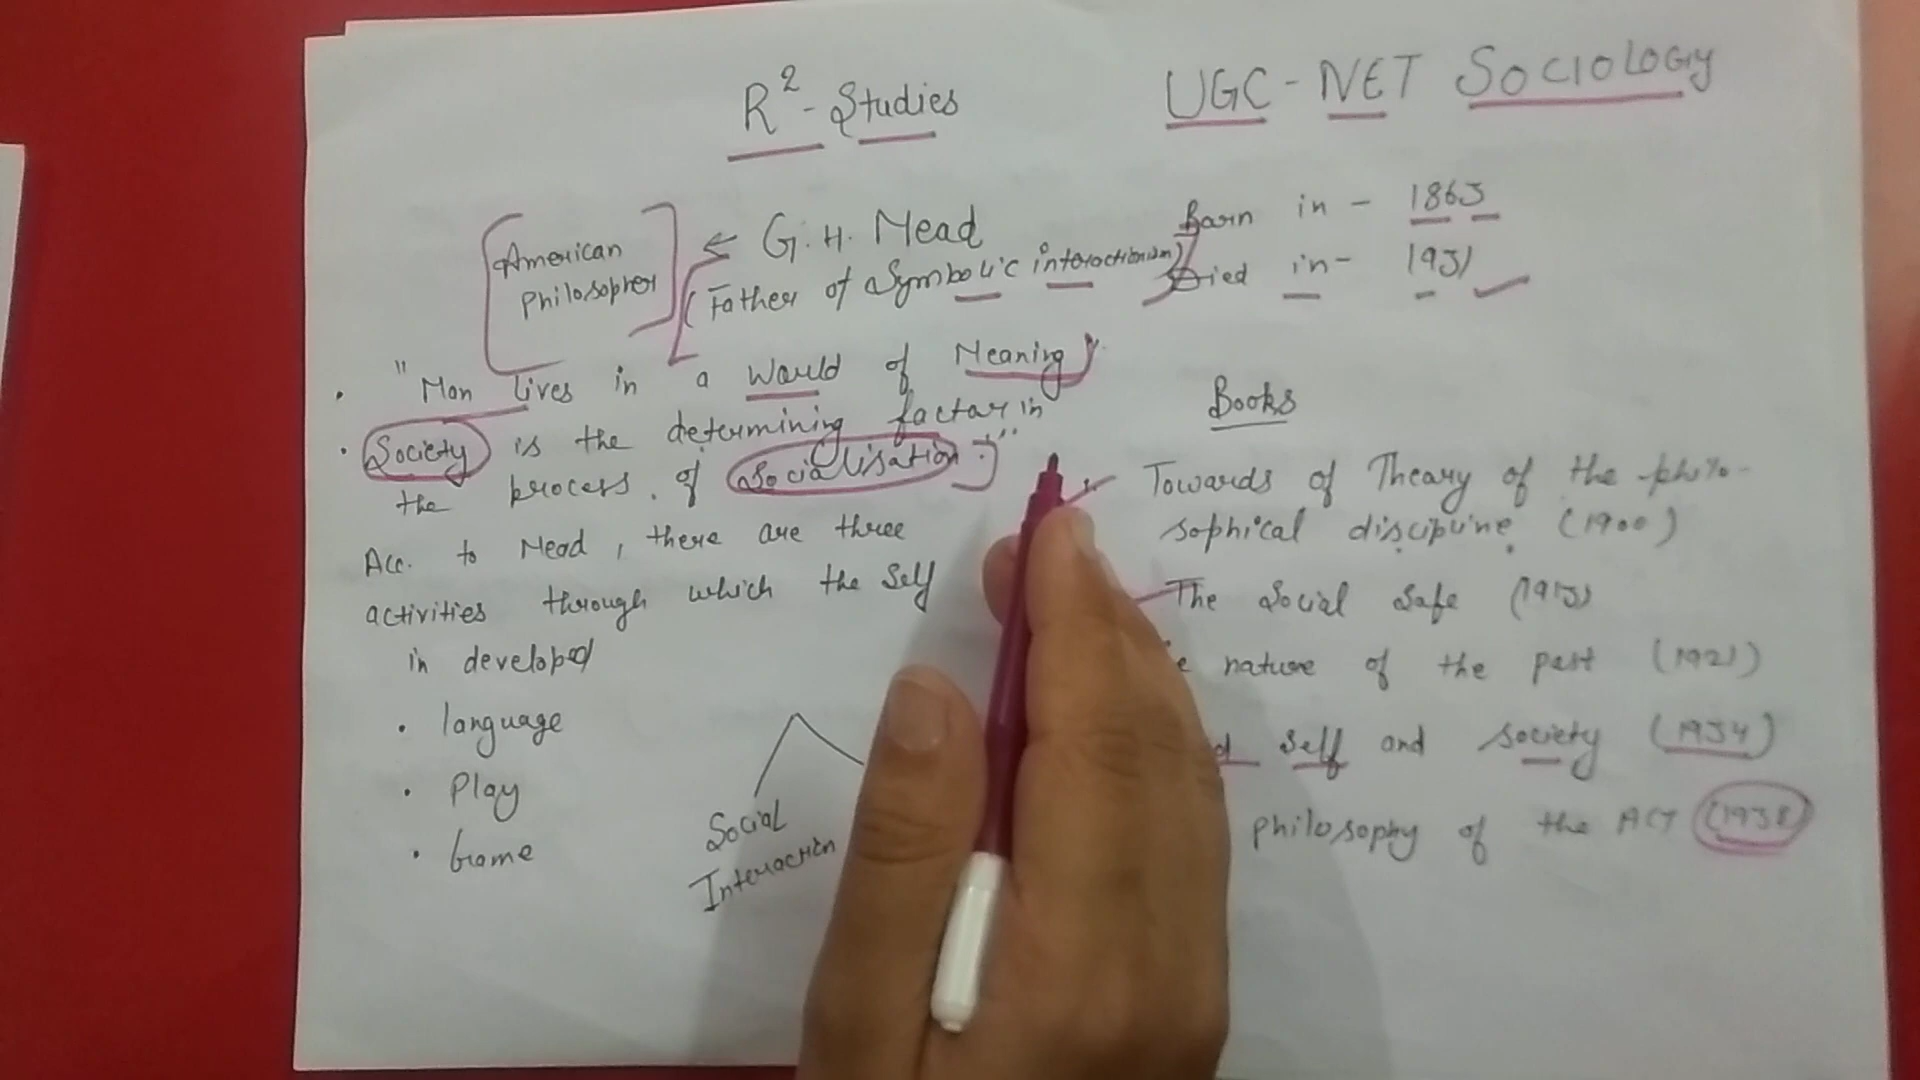 R²-Studies
UGC-NET Sociology
American
philosopher
G.H. Mead
(Father of Symbolic interactionism)
Born in - 1863
Died in - 1931
• "Man lives in a World of Meaning".
• Society is the determining factor in
the process of Socialisation."
Acc. to Mead, there are three
activities through which the Self
in developed
• language
• Play
• Game
Social
Interaction
Books
Towards of Theory of the philo-
sophical discipline. (1900)
The Social Safe (1913)
nature of the past (1921)
Self and society (1934)
philosophy of the ACT (1938)